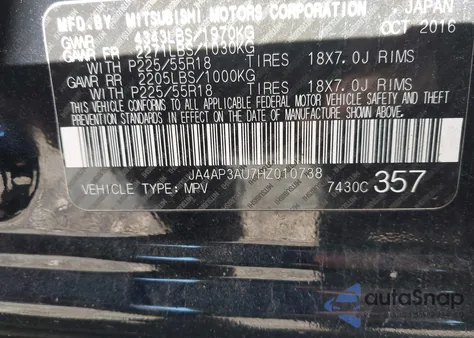 MFD. BY MITSUBISHI MOTORS CORPORATION, JAPAN
GVWR 4343LBS/1970KG OCT 2016
GAWR FR 2271LBS/1030KG
WITH P225/55R18 TIRES 18X7.0J RIMS
GAWR RR 2205LBS/1000KG
WITH P225/55R18 TIRES 18X7.0J RIMS
THIS VEHICLE CONFORMS TO ALL APPLICABLE FEDERAL MOTOR VEHICLE SAFETY AND THEFT
PREVENTION STANDARDS IN EFFECT ON THE DATE OF MANUFACTURE SHOWN ABOVE.
JA4AP3AU7HZ010738
VEHICLE TYPE: MPV 7430C 357
autoSnap